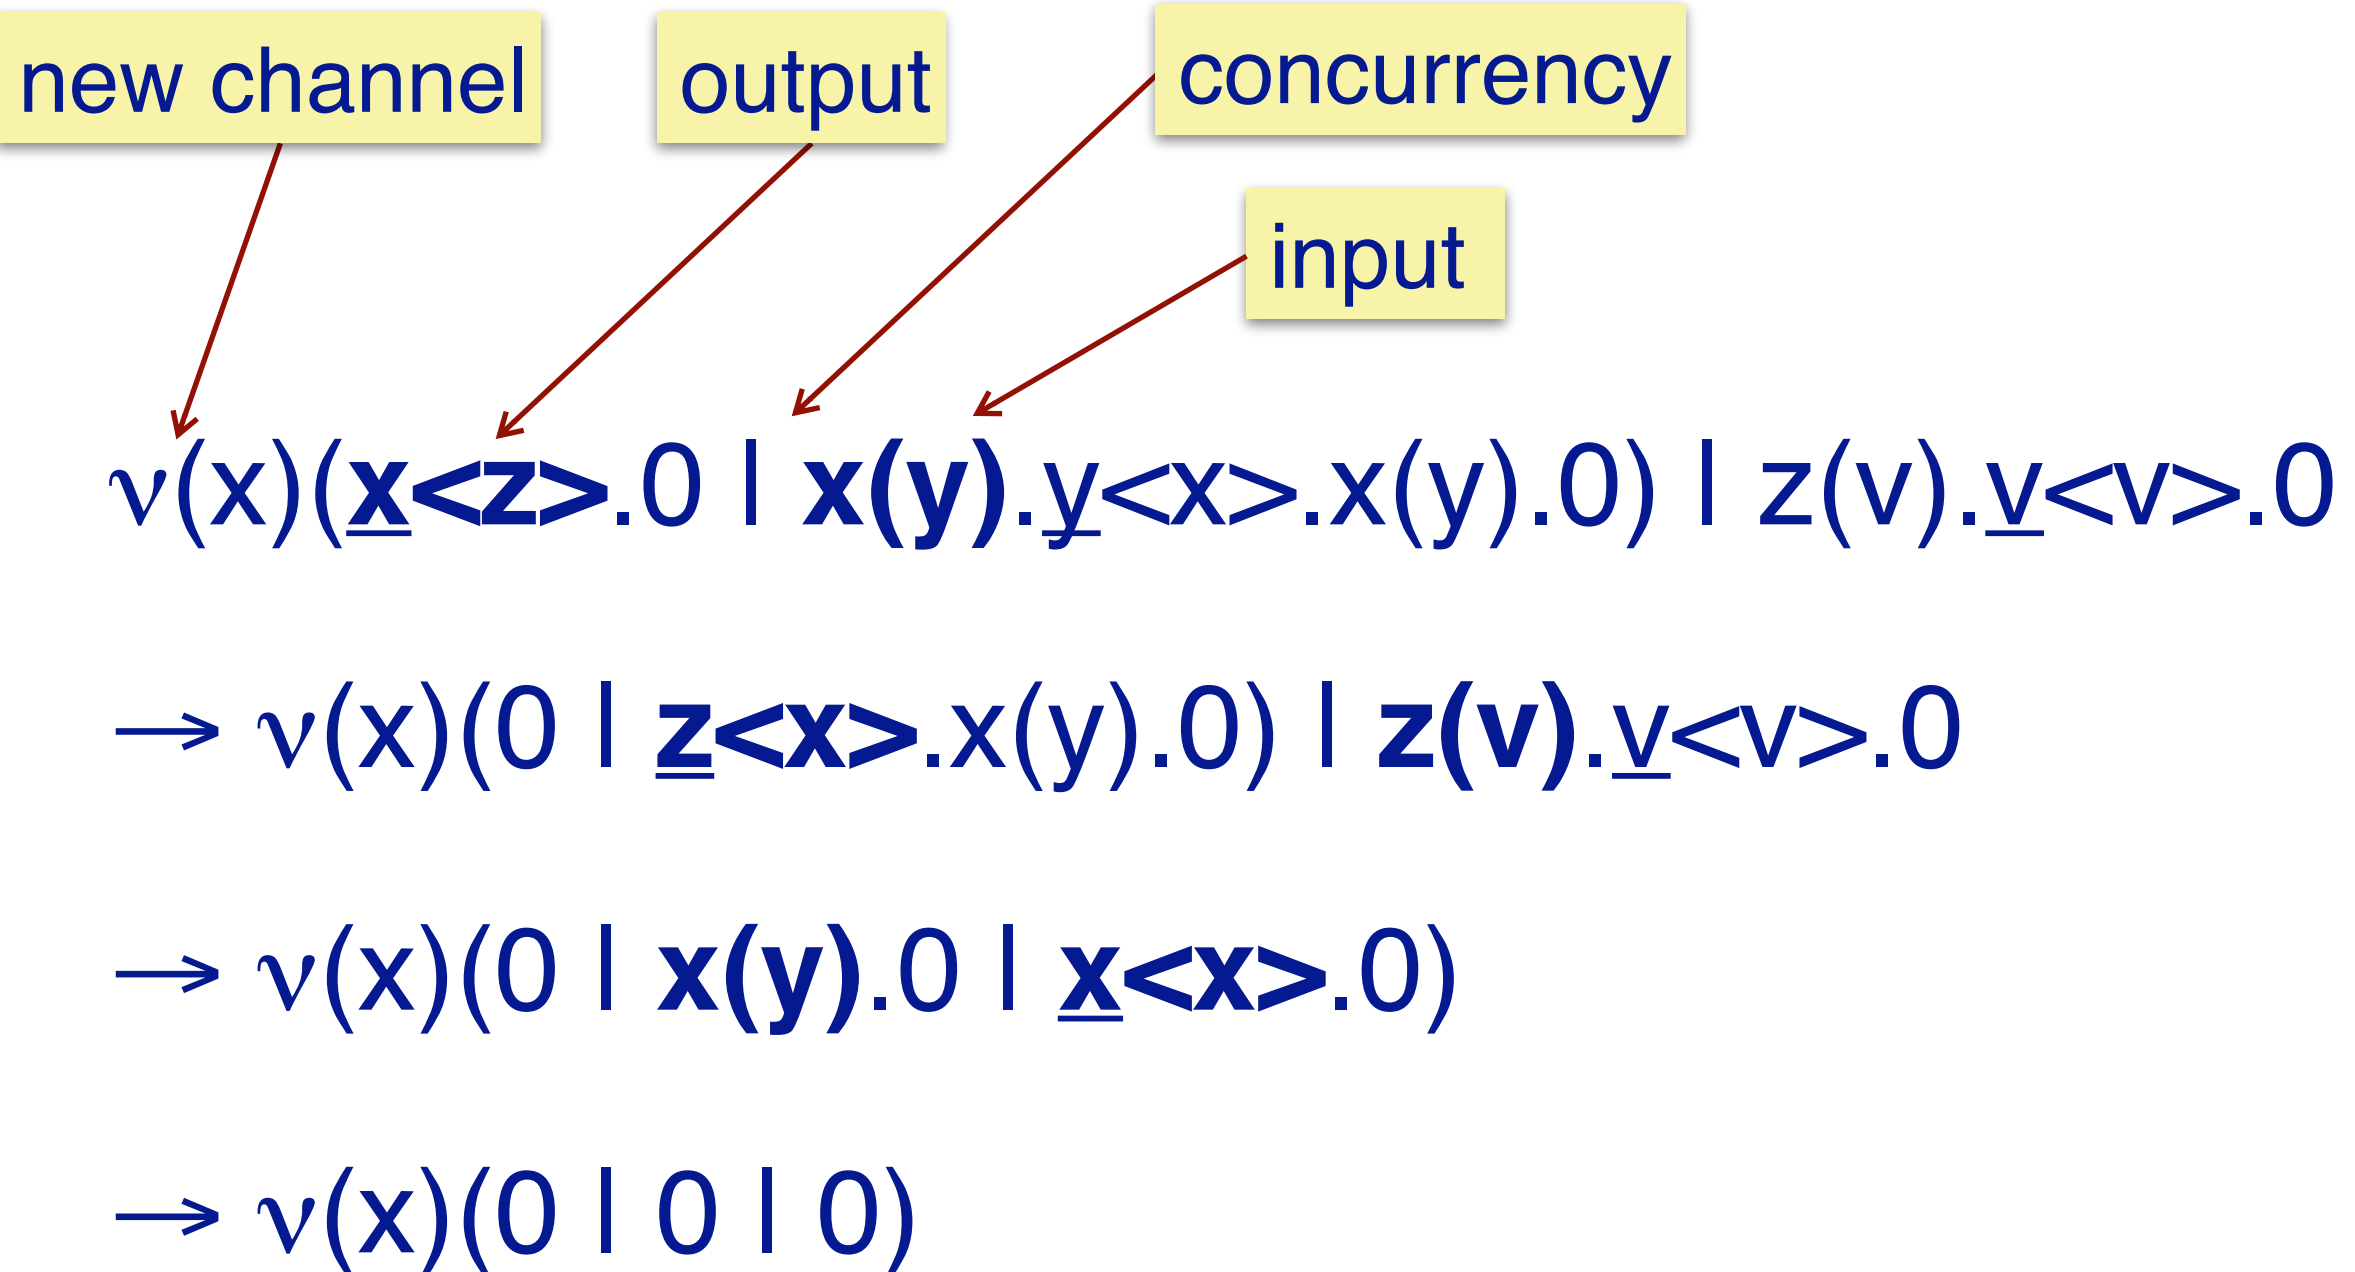 new channel output concurrency
input
ν(x)(x<z>.0 | x(y).y<x>.x(y).0) | z(v).v<v>.0
→ ν(x)(0 | z<x>.x(y).0) | z(v).v<v>.0
→ ν(x)(0 | x(y).0 | x<x>.0)
→ ν(x)(0 | 0 | 0)